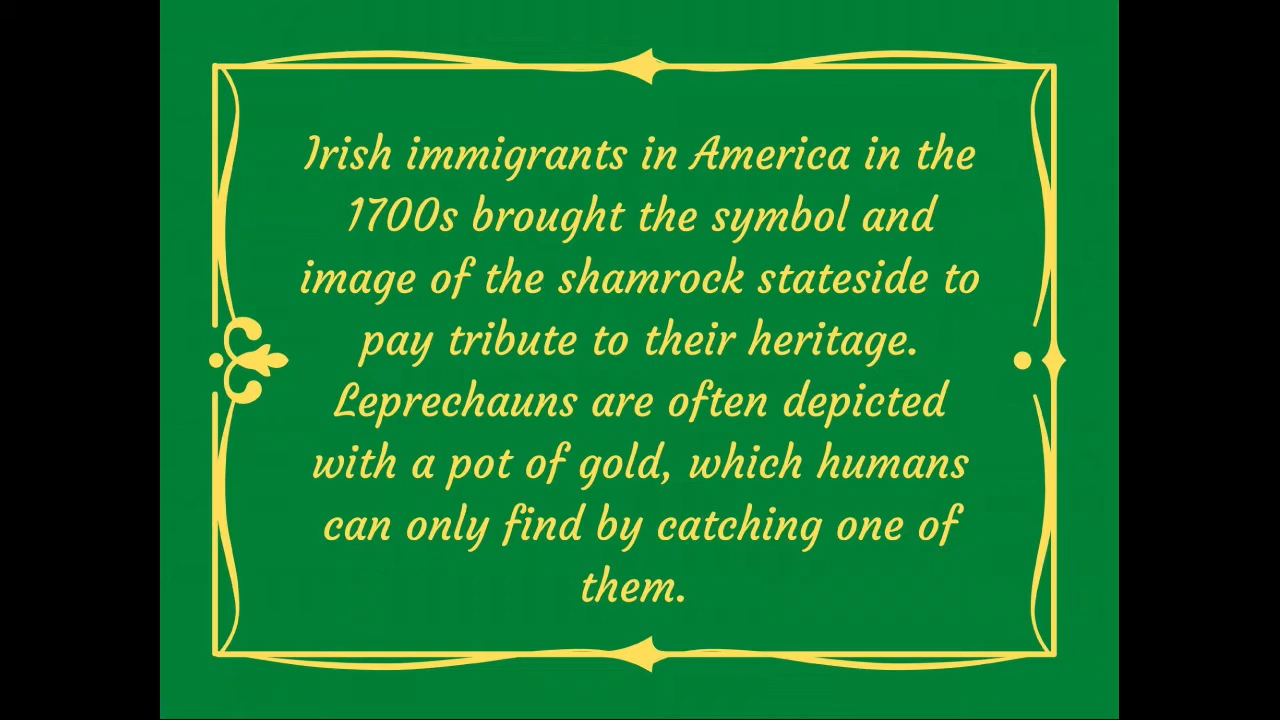 Irish immigrants in America in the
1700s brought the symbol and
image of the shamrock stateside to
pay tribute to their heritage.
Leprechauns are often depicted
with a pot of gold, which humans
can only find by catching one of
them.